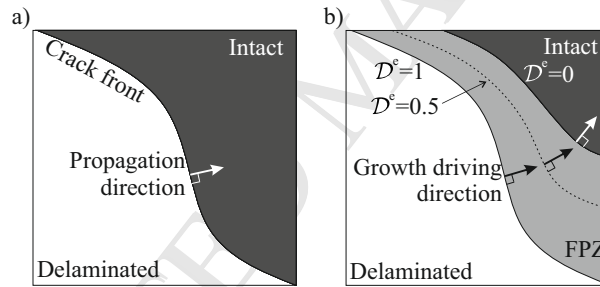 a)
Intact
Crack front
Propagation
direction
Delaminated
b)
Intact
𝒟ᵉ=1
𝒟ᵉ=0
𝒟ᵉ=0.5
Growth driving
direction
FPZ
Delaminated